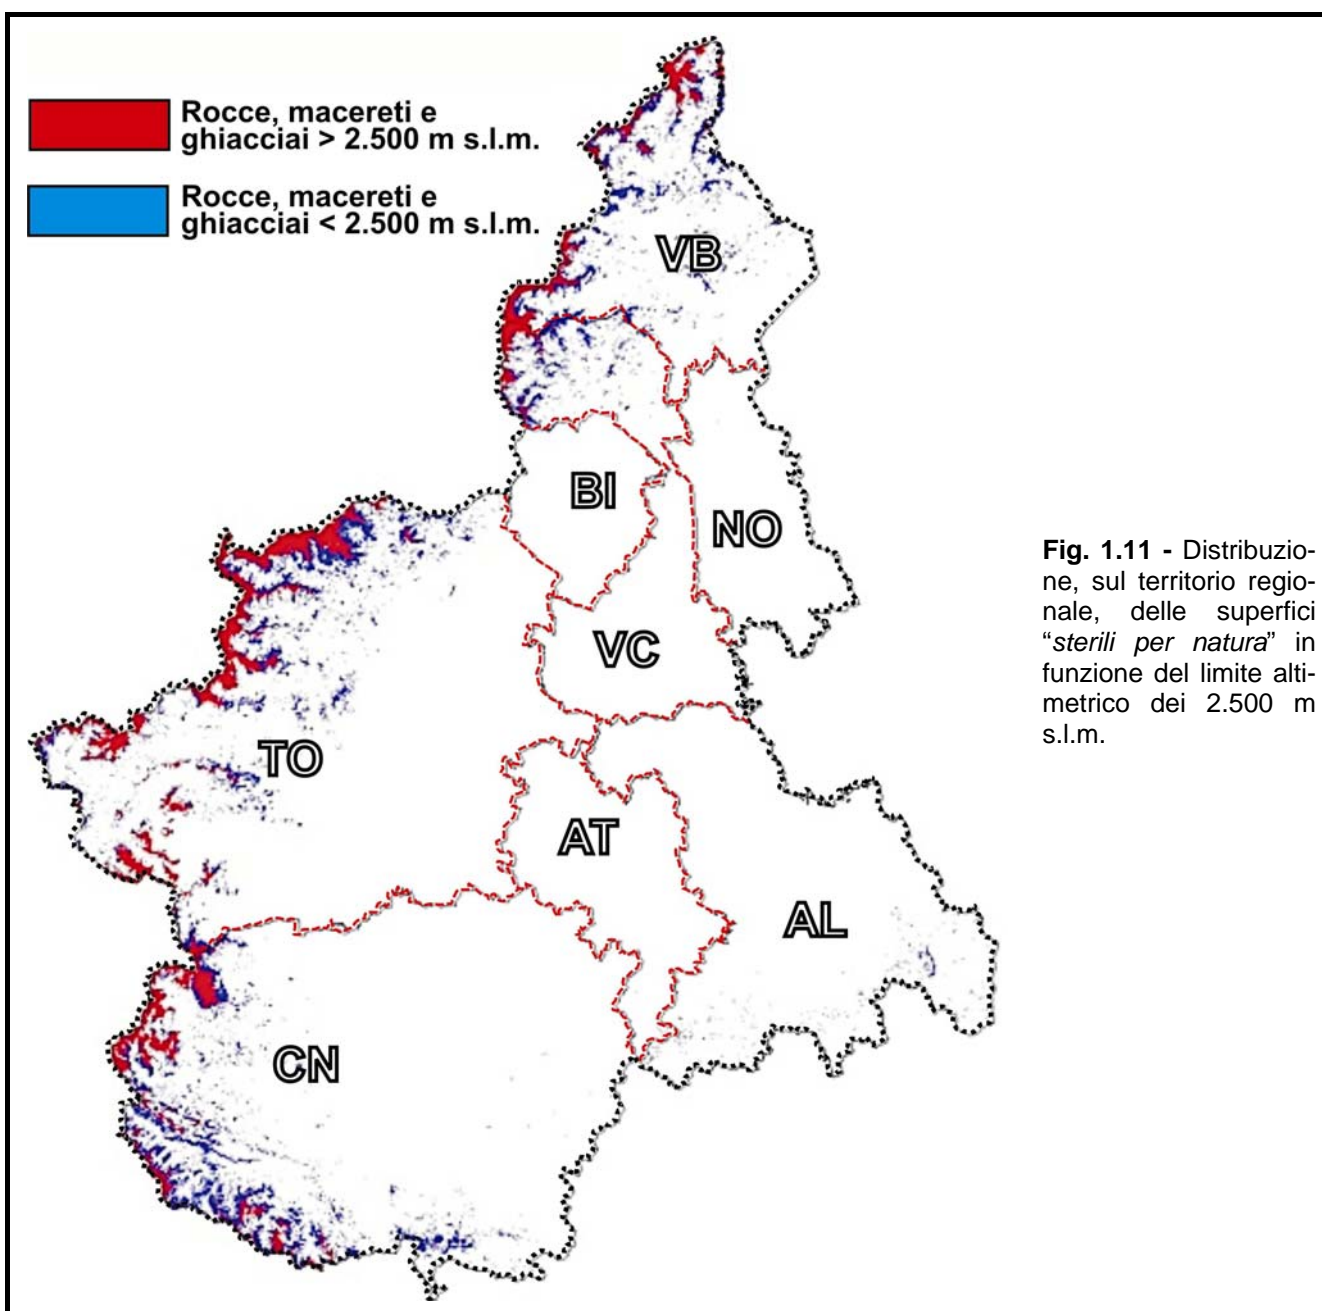 Rocce, macereti e
ghiacciai > 2.500 m s.l.m.
Rocce, macereti e
ghiacciai < 2.500 m s.l.m.
VB
BI
NO
VC
TO
AT
AL
CN
Fig. 1.11 - Distribuzio-
ne, sul territorio regio-
nale, delle superfici
“sterili per natura” in
funzione del limite alti-
metrico dei 2.500 m
s.l.m.